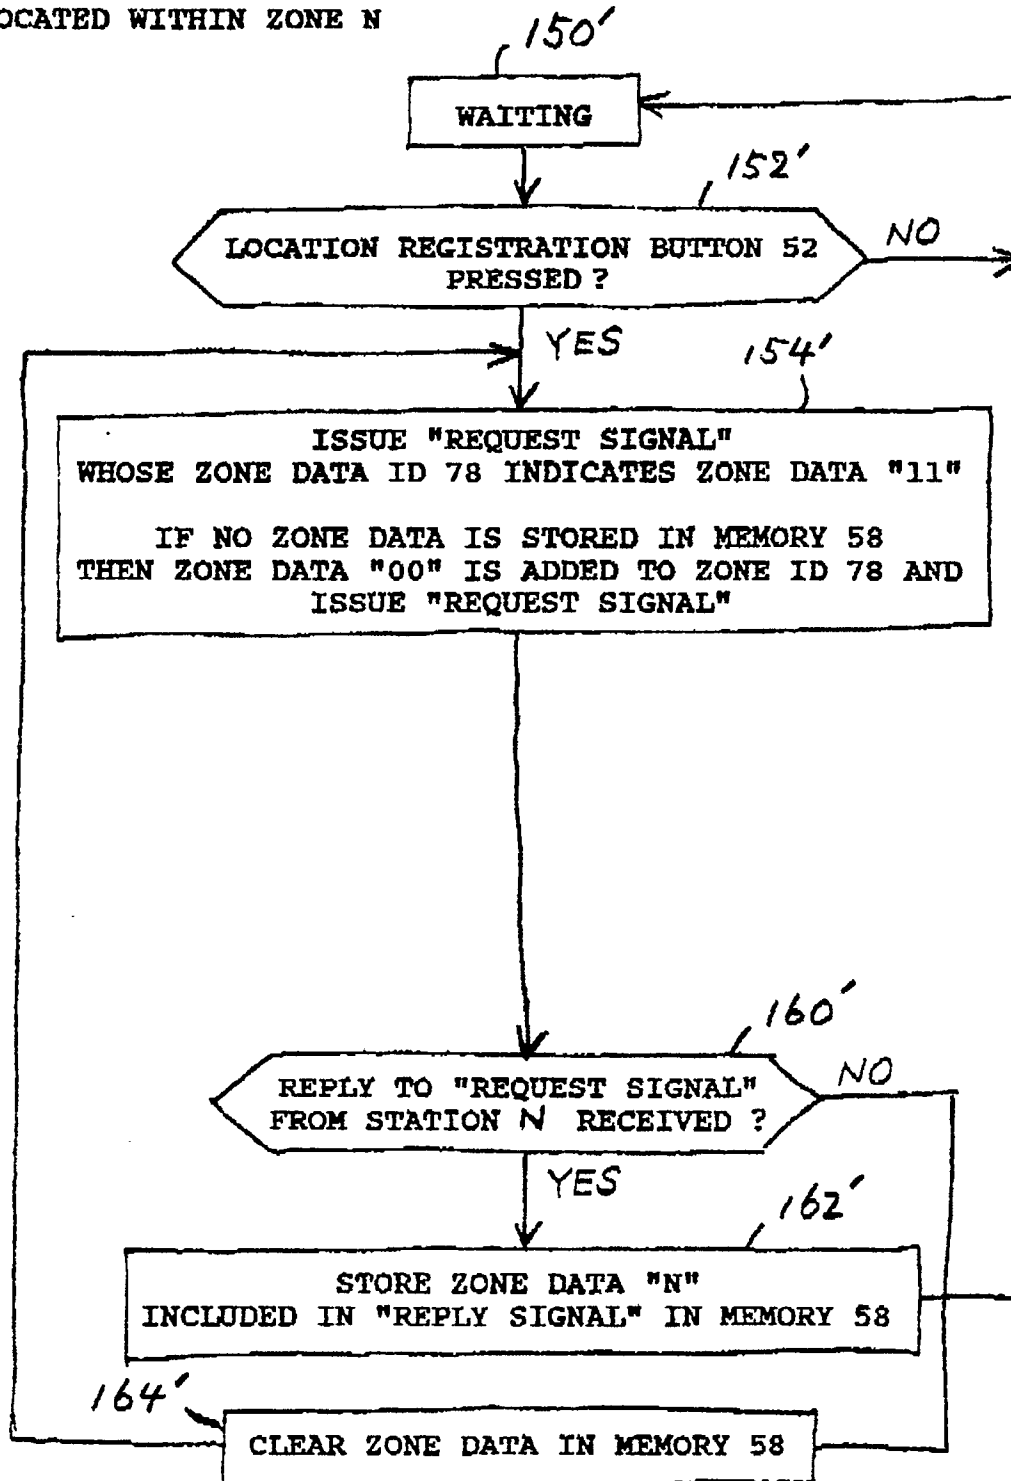 OCATED WITHIN ZONE N
150'
WAITING
152'
LOCATION REGISTRATION BUTTON 52
PRESSED ?
NO
YES
154'
ISSUE "REQUEST SIGNAL"
WHOSE ZONE DATA ID 78 INDICATES ZONE DATA "11"
IF NO ZONE DATA IS STORED IN MEMORY 58
THEN ZONE DATA "00" IS ADDED TO ZONE ID 78 AND
ISSUE "REQUEST SIGNAL"
160'
REPLY TO "REQUEST SIGNAL"
FROM STATION N RECEIVED ?
NO
YES
162'
STORE ZONE DATA "N"
INCLUDED IN "REPLY SIGNAL" IN MEMORY 58
164'
CLEAR ZONE DATA IN MEMORY 58